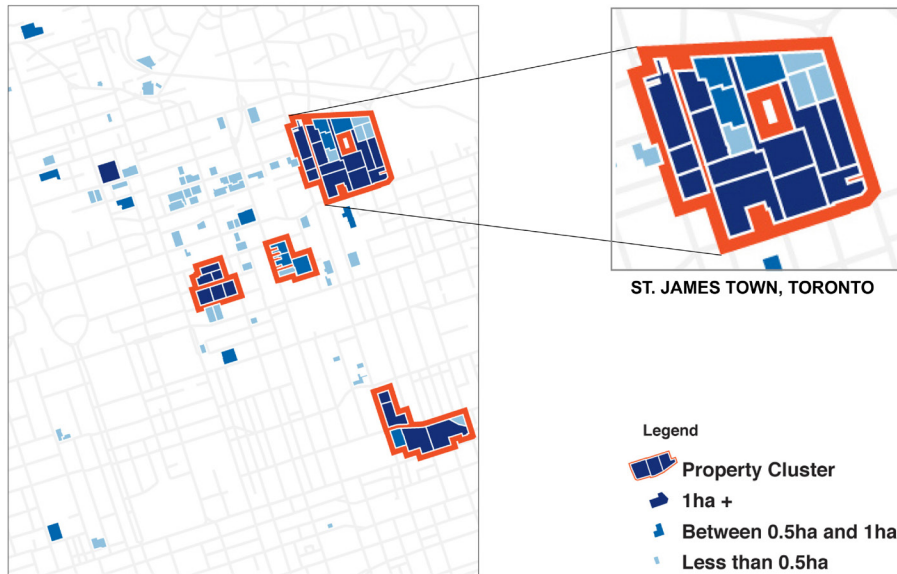 ST. JAMES TOWN, TORONTO
Legend
Property Cluster
1ha +
Between 0.5ha and 1ha
Less than 0.5ha